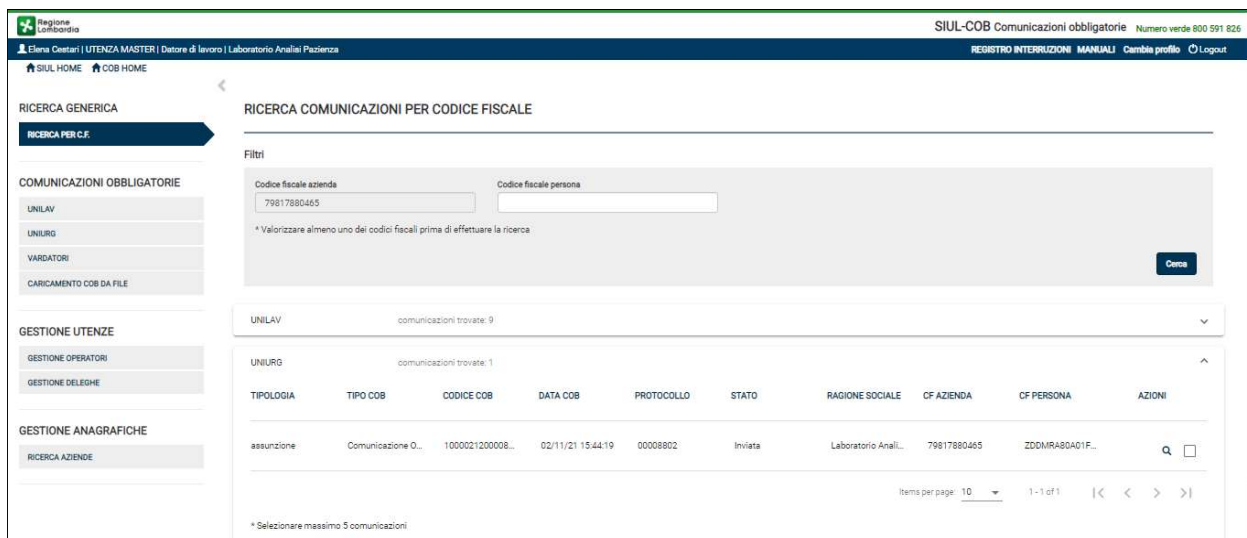 Regione
Lombardia
SIUL-COB Comunicazioni obbligatorie Numero verde 800 591 826
Elena Cestari | UTENZA MASTER | Datore di lavoro | Laboratorio Analisi Pazienza
REGISTRO INTERRUZIONI MANUALI Cambia profilo Logout
SIUL HOME COB HOME
RICERCA GENERICA
RICERCA PER C.F.
COMUNICAZIONI OBBLIGATORIE
UNILAV
UNIURG
VARDATORI
CARICAMENTO COB DA FILE
GESTIONE UTENZE
GESTIONE OPERATORI
GESTIONE DELEGHE
GESTIONE ANAGRAFICHE
RICERCA AZIENDE
RICERCA COMUNICAZIONI PER CODICE FISCALE
Filtri
Codice fiscale azienda Codice fiscale persona
79817880465
* Valorizzare almeno uno dei codici fiscali prima di effettuare la ricerca
Cerca
UNILAV comunicazioni trovate: 9
UNIURG comunicazioni trovate: 1
TIPOLOGIA TIPO COB CODICE COB DATA COB PROTOCOLLO STATO RAGIONE SOCIALE CF AZIENDA CF PERSONA AZIONI
assunzione Comunicazione O... 1000021200008... 02/11/21 15:44:19 00008802 Inviata Laboratorio Anali... 79817880465 ZDDMRA80A01F...
Items per page: 10 1 - 1 of 1
* Selezionare massimo 5 comunicazioni